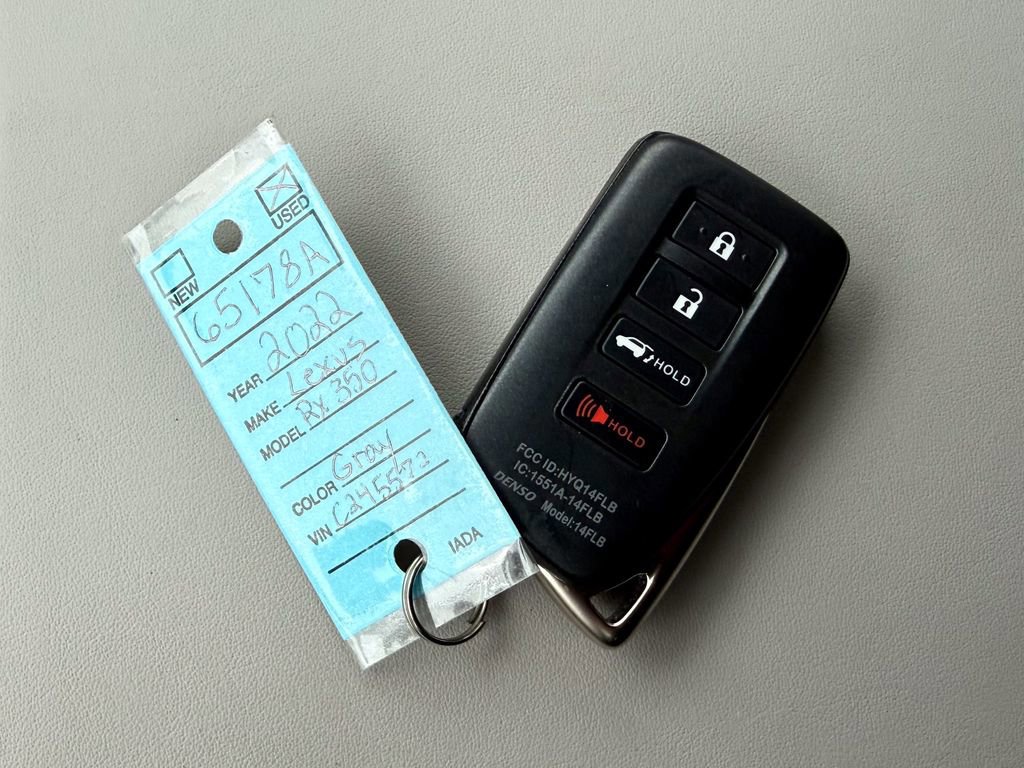 NEW
USED
65178A
YEAR 2022
MAKE Lexus
MODEL Rx 350
COLOR Gray
VIN C245572
IADA
HOLD
HOLD
FCC ID:HYQ14FLB
IC:1551A-14FLB
DENSO Model:14FLB